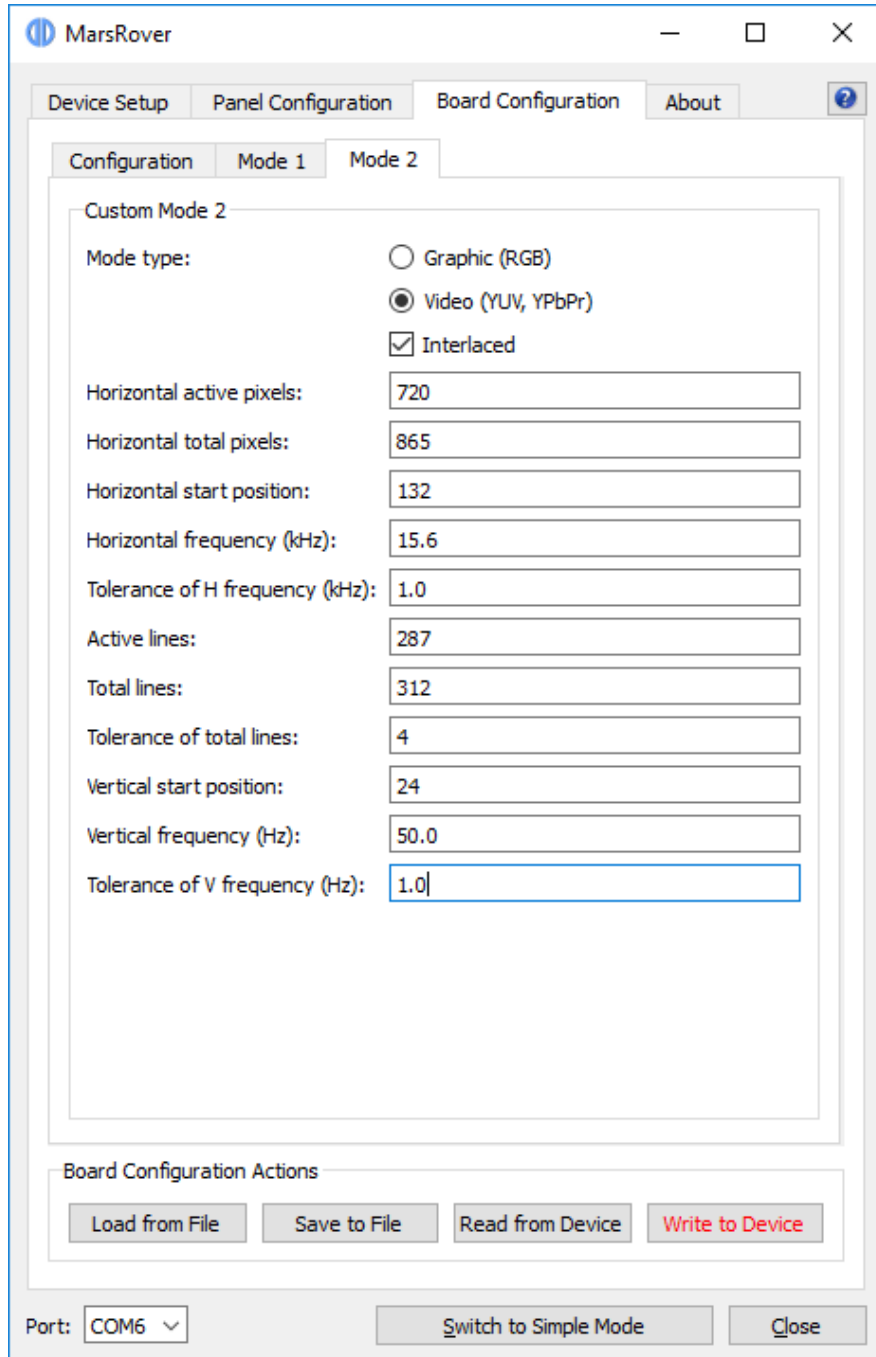 MarsRover
Device Setup Panel Configuration Board Configuration About ?
Configuration Mode 1 Mode 2
Custom Mode 2
Mode type: Graphic (RGB)
Video (YUV, YPbPr)
Interlaced
Horizontal active pixels: 720
Horizontal total pixels: 865
Horizontal start position: 132
Horizontal frequency (kHz): 15.6
Tolerance of H frequency (kHz): 1.0
Active lines: 287
Total lines: 312
Tolerance of total lines: 4
Vertical start position: 24
Vertical frequency (Hz): 50.0
Tolerance of V frequency (Hz): 1.0
Board Configuration Actions
Load from File Save to File Read from Device Write to Device
Port: COM6 Switch to Simple Mode Close